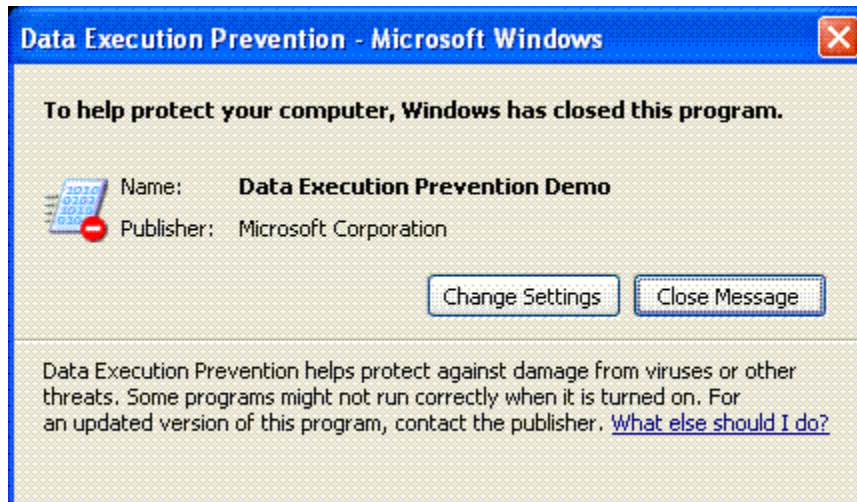 Data Execution Prevention - Microsoft Windows
To help protect your computer, Windows has closed this program.
Name: Data Execution Prevention Demo
Publisher: Microsoft Corporation
Change Settings Close Message
Data Execution Prevention helps protect against damage from viruses or other
threats. Some programs might not run correctly when it is turned on. For
an updated version of this program, contact the publisher. What else should I do?